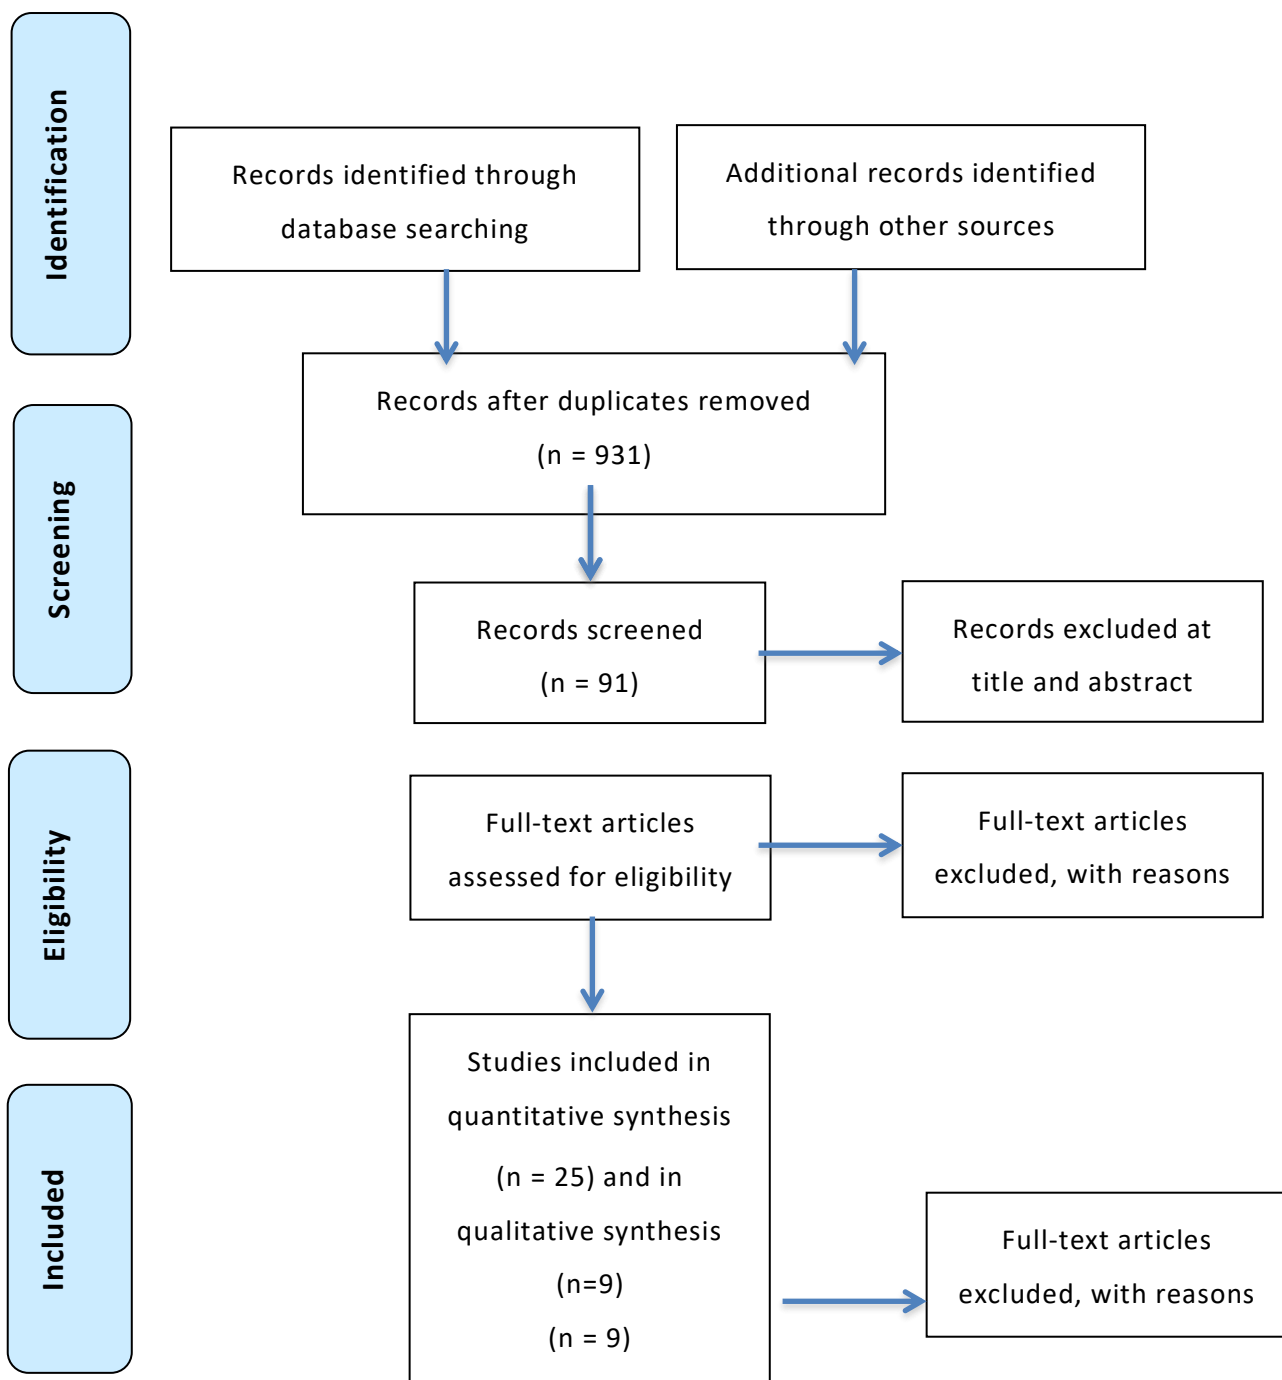 Identification
Records identified through
database searching
Additional records identified
through other sources
Records after duplicates removed
(n = 931)
Screening
Records screened
(n = 91)
Records excluded at
title and abstract
Eligibility
Full-text articles
assessed for eligibility
Full-text articles
excluded, with reasons
Included
Studies included in
quantitative synthesis
(n = 25) and in
qualitative synthesis
(n=9)
(n = 9)
Full-text articles
excluded, with reasons